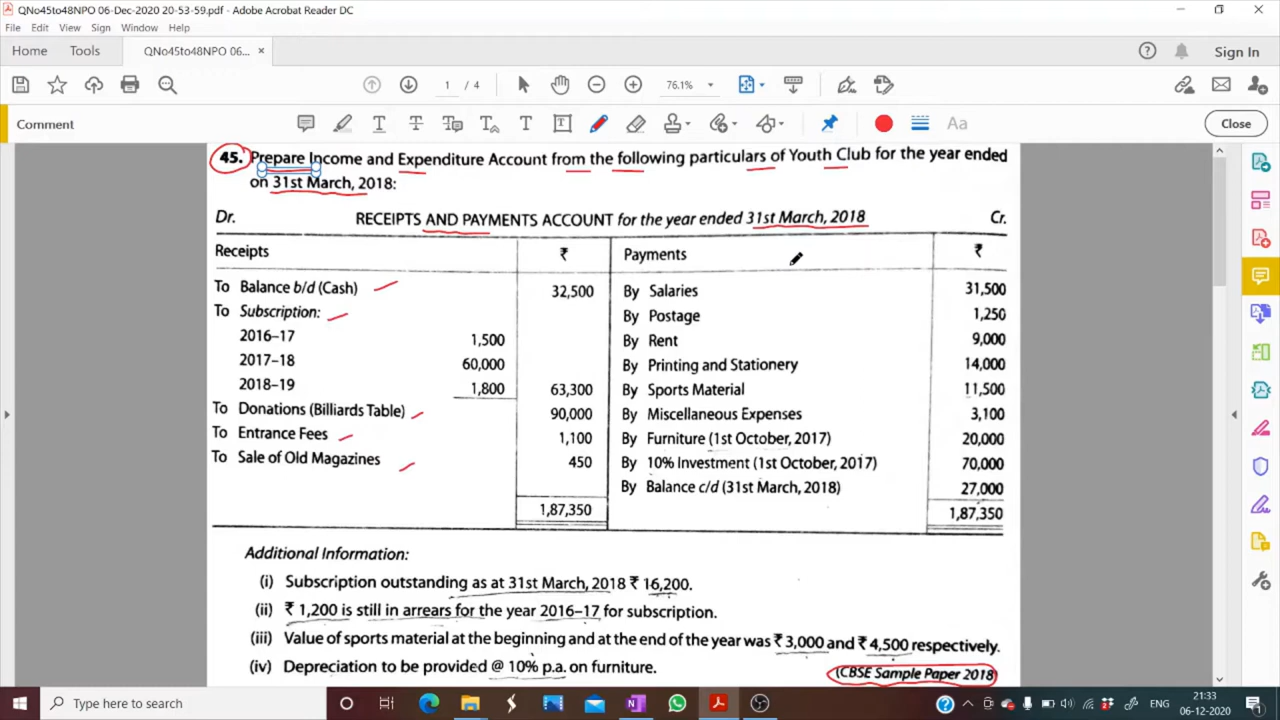 QNo45to48NPO 06-Dec-2020 20-53-59.pdf - Adobe Acrobat Reader DC
File Edit View Sign Window Help
Home Tools QNo45to48NPO 06... × Sign In
1 / 4 76.1%
Comment Close
45. Prepare Income and Expenditure Account from the following particulars of Youth Club for the year ended
on 31st March, 2018:
Dr. RECEIPTS AND PAYMENTS ACCOUNT for the year ended 31st March, 2018 Cr.
Receipts ₹ Payments ₹
To Balance b/d (Cash) 32,500 By Salaries 31,500
To Subscription: By Postage 1,250
2016–17 1,500 By Rent 9,000
2017–18 60,000 By Printing and Stationery 14,000
2018–19 1,800 63,300 By Sports Material 11,500
To Donations (Billiards Table) 90,000 By Miscellaneous Expenses 3,100
To Entrance Fees 1,100 By Furniture (1st October, 2017) 20,000
To Sale of Old Magazines 450 By 10% Investment (1st October, 2017) 70,000
By Balance c/d (31st March, 2018) 27,000
1,87,350 1,87,350
Additional Information:
(i) Subscription outstanding as at 31st March, 2018 ₹ 16,200.
(ii) ₹ 1,200 is still in arrears for the year 2016–17 for subscription.
(iii) Value of sports material at the beginning and at the end of the year was ₹ 3,000 and ₹ 4,500 respectively.
(iv) Depreciation to be provided @ 10% p.a. on furniture.
(CBSE Sample Paper 2018)
Type here to search
ENG
21:33
06-12-2020